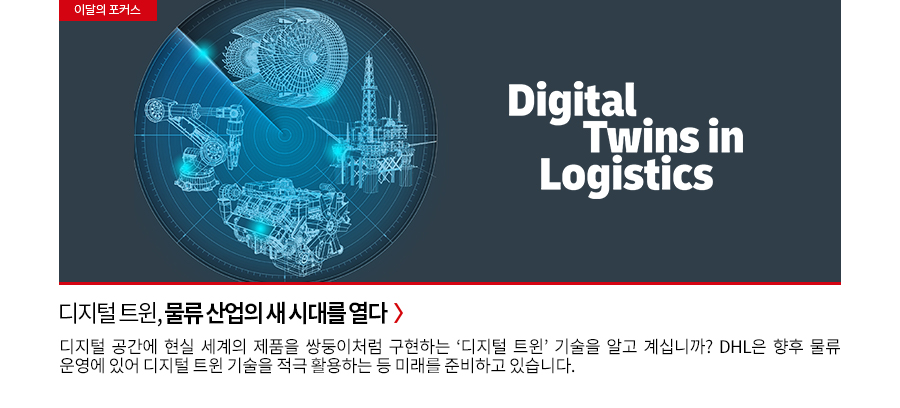 이달의 포커스
Digital
Twins in
Logistics
디지털 트윈, 물류 산업의 새 시대를 열다 〉
디지털 공간에 현실 세계의 제품을 쌍둥이처럼 구현하는 ‘디지털 트윈’ 기술을 알고 계십니까? DHL은 향후 물류
운영에 있어 디지털 트윈 기술을 적극 활용하는 등 미래를 준비하고 있습니다.